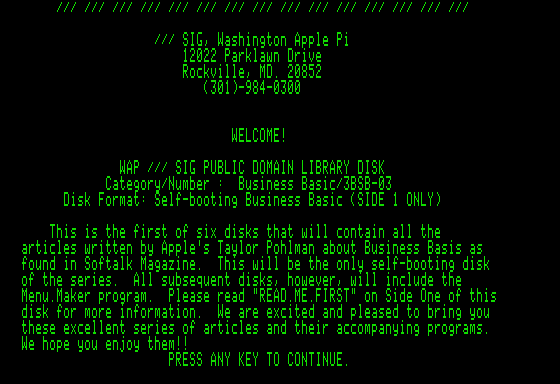 /// /// /// /// /// /// /// /// /// /// /// /// /// /// ///
/// SIG, Washington Apple Pi
12022 Parklawn Drive
Rockville, MD. 20852
(301)-984-0300
WELCOME!
WAP /// SIG PUBLIC DOMAIN LIBRARY DISK
Category/Number :  Business Basic/3BSB-03
Disk Format: Self-booting Business Basic (SIDE 1 ONLY)
This is the first of six disks that will contain all the
articles written by Apple's Taylor Pohlman about Business Basis as
found in Softalk Magazine.  This will be the only self-booting disk
of the series.  All subsequent disks, however, will include the
Menu.Maker program.  Please read "READ.ME.FIRST" on Side One of this
disk for more information.  We are excited and pleased to bring you
these excellent series of articles and their accompanying programs.
We hope you enjoy them!!
PRESS ANY KEY TO CONTINUE.